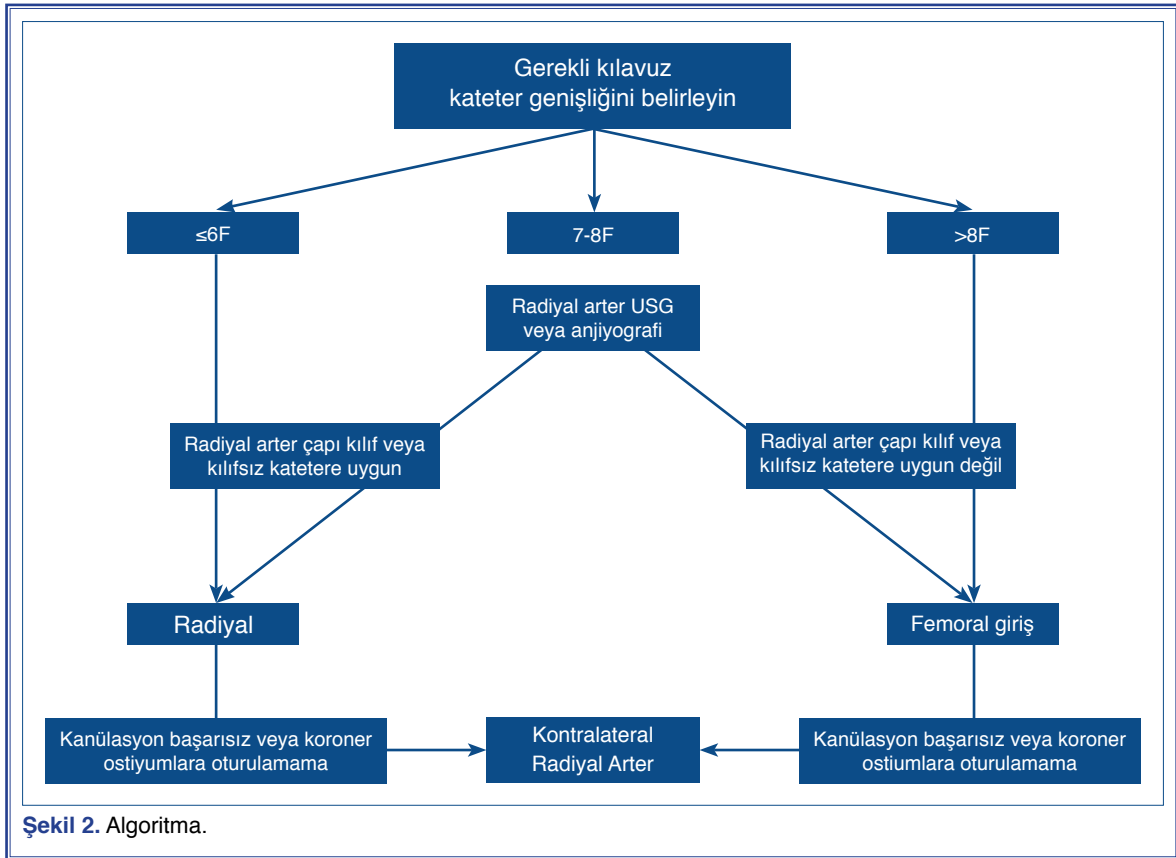 Gerekli kılavuz
kateter genişliğini belirleyin
≤6F
7-8F
>8F
Radiyal arter USG
veya anjiyografi
Radiyal arter çapı kılıf veya
kılıfsız katetere uygun
Radiyal arter çapı kılıf veya
kılıfsız katetere uygun değil
Radiyal
Femoral giriş
Kanülasyon başarısız veya koroner
ostiyumlara oturulamama
Kontralateral
Radiyal Arter
Kanülasyon başarısız veya koroner
ostiumlara oturulamama
Şekil 2. Algoritma.